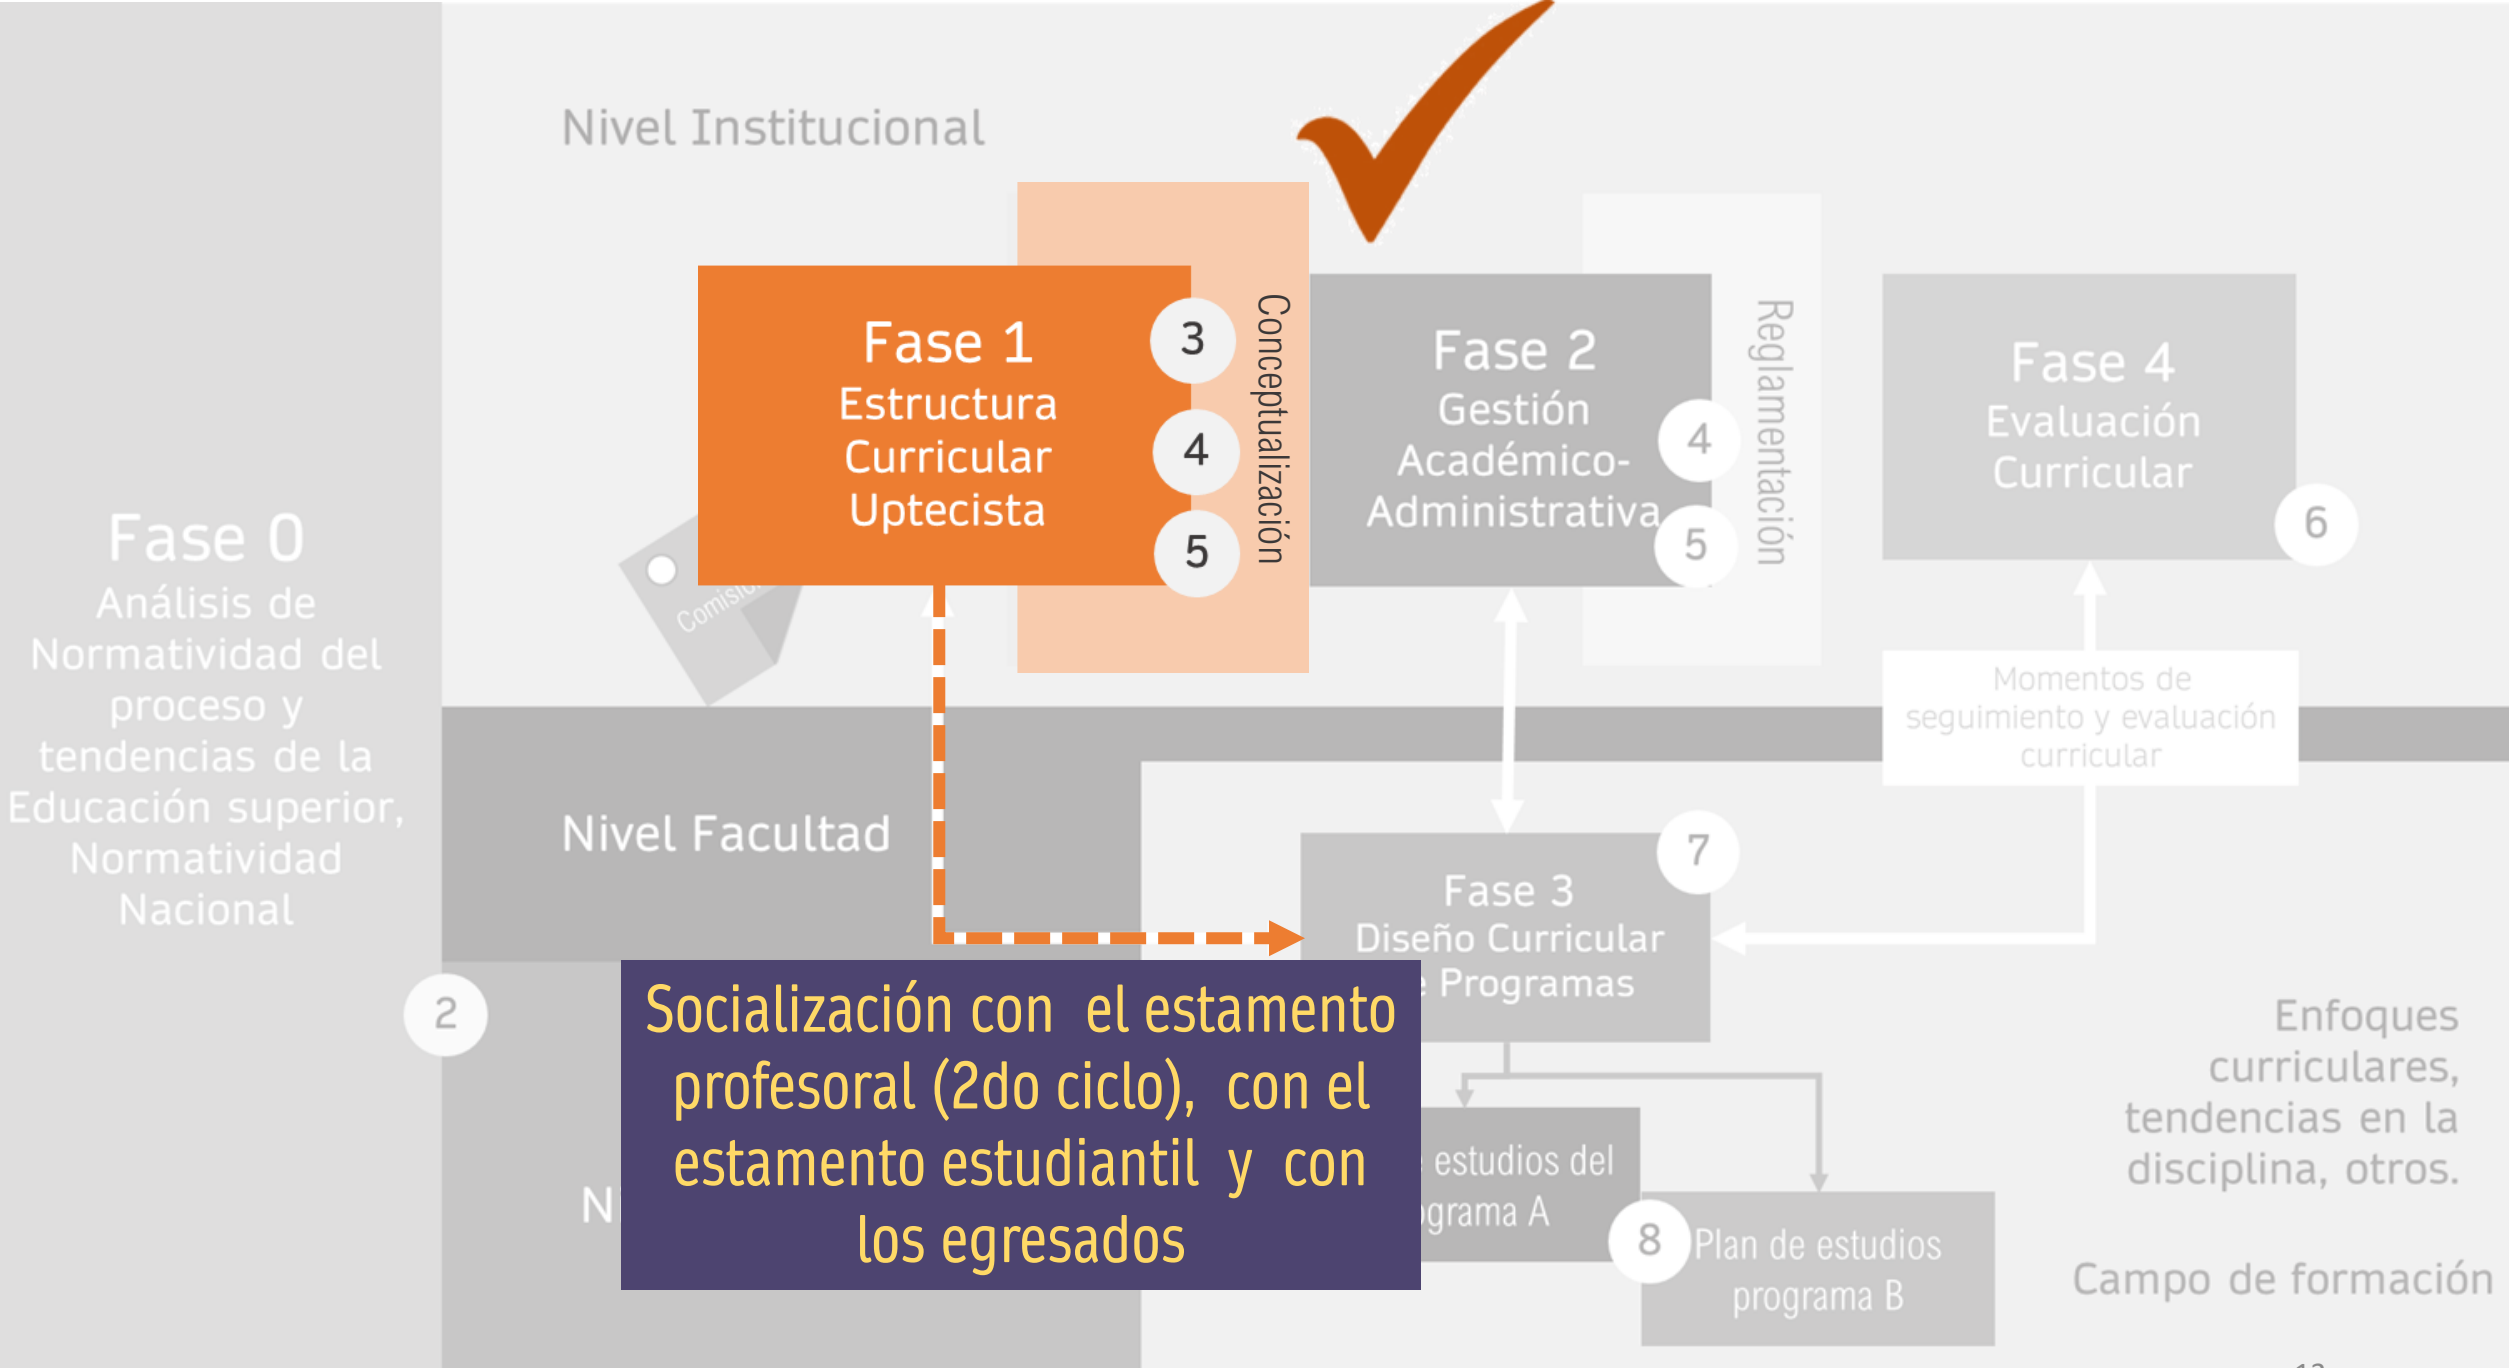 Nivel Institucional
Fase 0
Análisis de
Normatividad del
proceso y
tendencias de la
Educación superior,
Normatividad
Nacional
2
Fase 1
Estructura
Curricular
Uptecista
3
4
5
Conceptualización
Fase 2
Gestión
Académico-
Administrativa
4
5
Reglamentación
Fase 4
Evaluación
Curricular
6
Momentos de
seguimiento y evaluación
curricular
Nivel Facultad
7
Fase 3
Diseño Curricular
Programas
Socialización con el estamento
profesoral (2do ciclo), con el
estamento estudiantil y con
los egresados
estudios del
A
8
Plan de estudios
programa B
Enfoques
curriculares,
tendencias en la
disciplina, otros.
Campo de formación